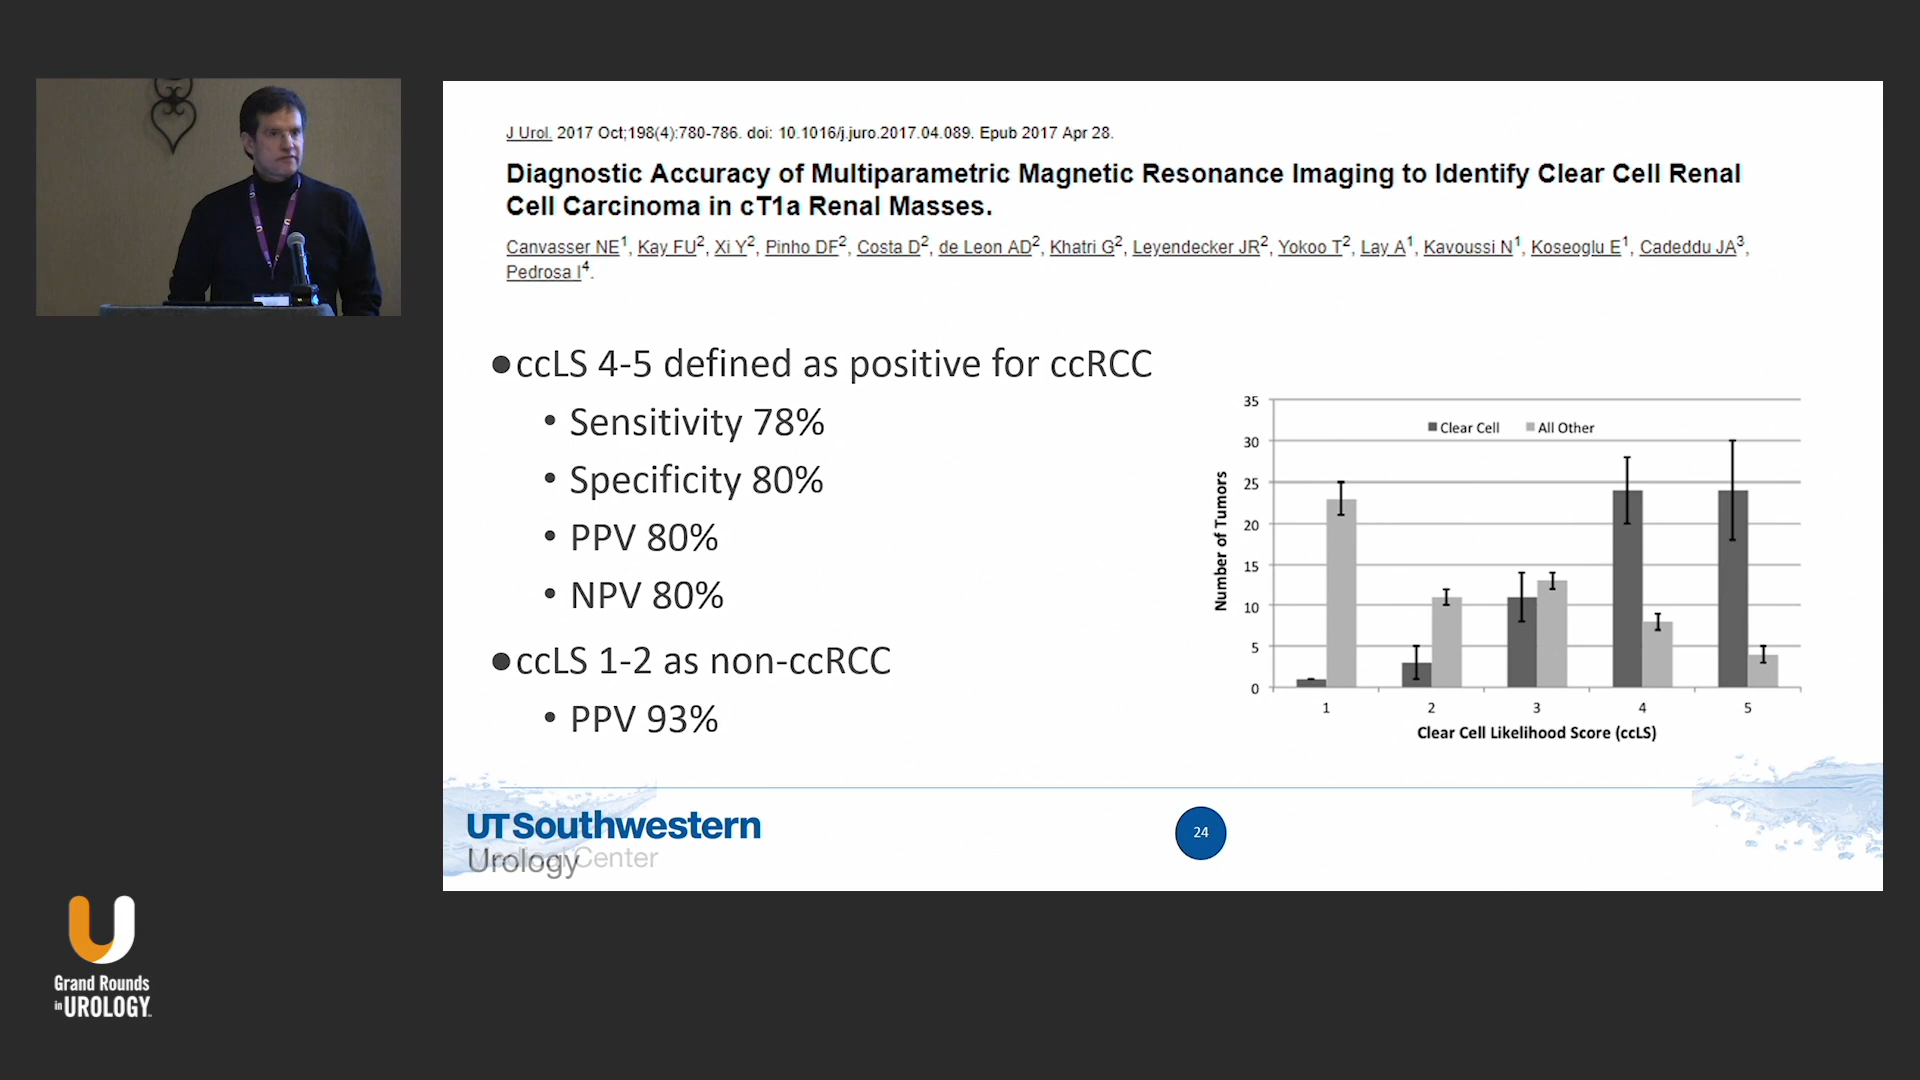 J Urol. 2017 Oct;198(4):780-786. doi: 10.1016/j.juro.2017.04.089. Epub 2017 Apr 28.
Diagnostic Accuracy of Multiparametric Magnetic Resonance Imaging to Identify Clear Cell Renal
Cell Carcinoma in cT1a Renal Masses.
Canvasser NE1, Kay FU2, Xi Y2, Pinho DF2, Costa D2, de Leon AD2, Khatri G2, Leyendecker JR2, Yokoo T2, Lay A1, Kavoussi N1, Koseoglu E1, Cadeddu JA3,
Pedrosa I4.
●ccLS 4-5 defined as positive for ccRCC
• Sensitivity 78%
• Specificity 80%
• PPV 80%
• NPV 80%
●ccLS 1-2 as non-ccRCC
• PPV 93%
Number of Tumors
35
30
25
20
15
10
5
0
Clear Cell
All Other
1 2 3 4 5
Clear Cell Likelihood Score (ccLS)
UT Southwestern
Medical Center
Urology
24
U
Grand Rounds
in UROLOGY